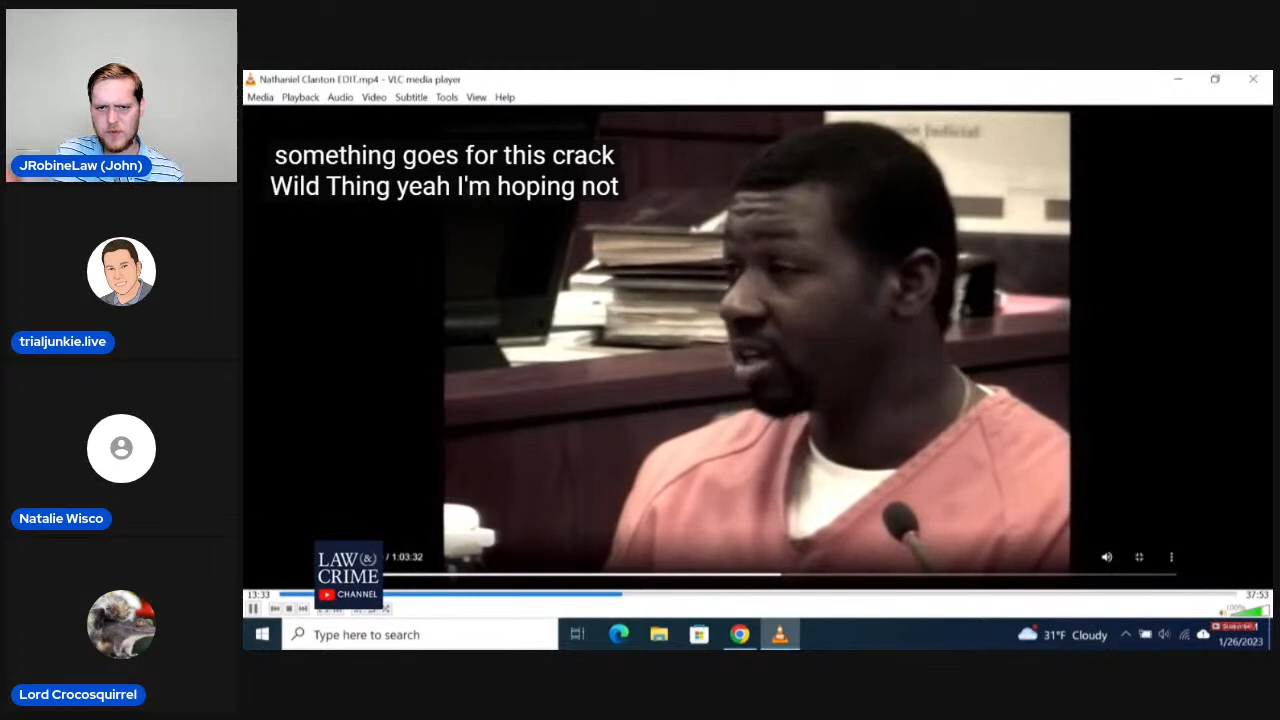 JRobineLaw (John)
trialjunkie.live
Natalie Wisco
Lord Crocosquirrel
Nathaniel Clanton EDIT.mp4 - VLC media player
Media Playback Audio Video Subtitle Tools View Help
something goes for this crack
Wild Thing yeah I'm hoping not
Judicial
/ 1:03:32
LAW (&)
CRIME
CHANNEL
13:33
37:53
100%
Type here to search
31°F Cloudy
1/26/2023